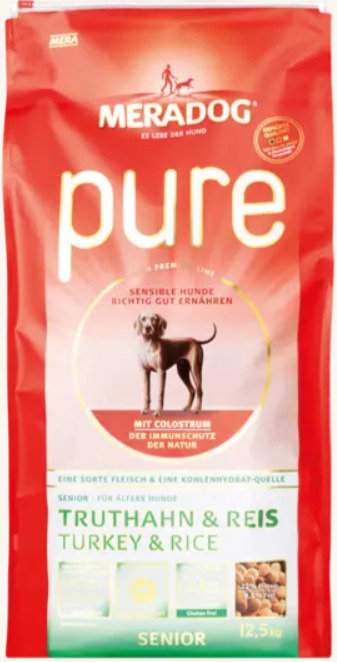 MERA
MERADOG®
ES LEBE DER HUND
pure
SENSIBLE HUNDE
RICHTIG GUT ERNÄHREN
MIT COLOSTRUM
DER IMMUNSCHUTZ
DER NATUR
EINE SORTE FLEISCH & EINE KOHLENHYDRAT-QUELLE
SENIOR · FÜR ÄLTERE HUNDE
TRUTHAHN & REIS
TURKEY & RICE
Gluten frei
SENIOR
12,5kg